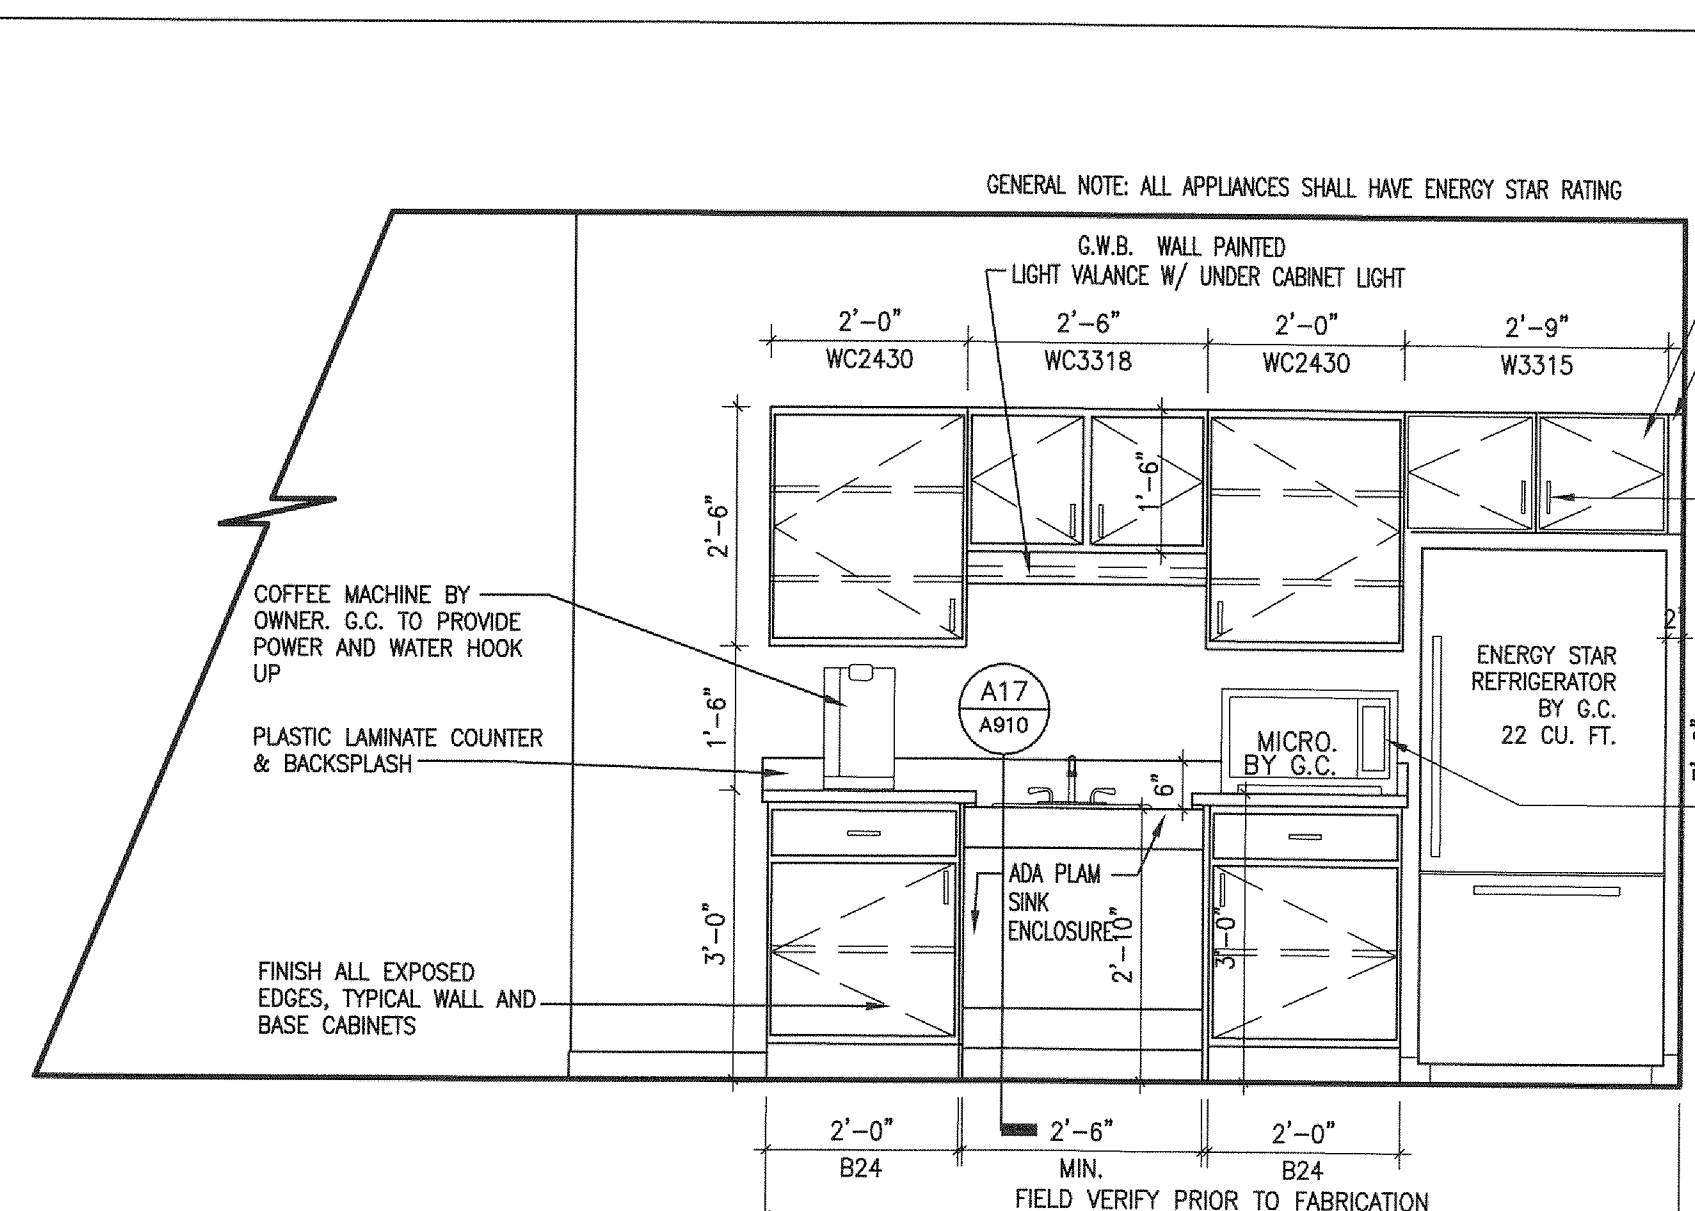 GENERAL NOTE: ALL APPLIANCES SHALL HAVE ENERGY STAR RATING
G.W.B. WALL PAINTED
LIGHT VALANCE W/ UNDER CABINET LIGHT
2'-0" 2'-6" 2'-0" 2'-9"
WC2430 WC3318 WC2430 W3315
2'-6"
1'-6"
COFFEE MACHINE BY
OWNER. G.C. TO PROVIDE
POWER AND WATER HOOK
UP
PLASTIC LAMINATE COUNTER
& BACKSPLASH
FINISH ALL EXPOSED
EDGES, TYPICAL WALL AND
BASE CABINETS
1'-6"
3'-0"
A17
A910
MICRO.
BY G.C.
6"
ADA PLAM
SINK
ENCLOSURE
2'-10"
3'-0"
ENERGY STAR
REFRIGERATOR
BY G.C.
22 CU. FT.
2'-0" 2'-6" 2'-0"
B24 MIN. B24
FIELD VERIFY PRIOR TO FABRICATION